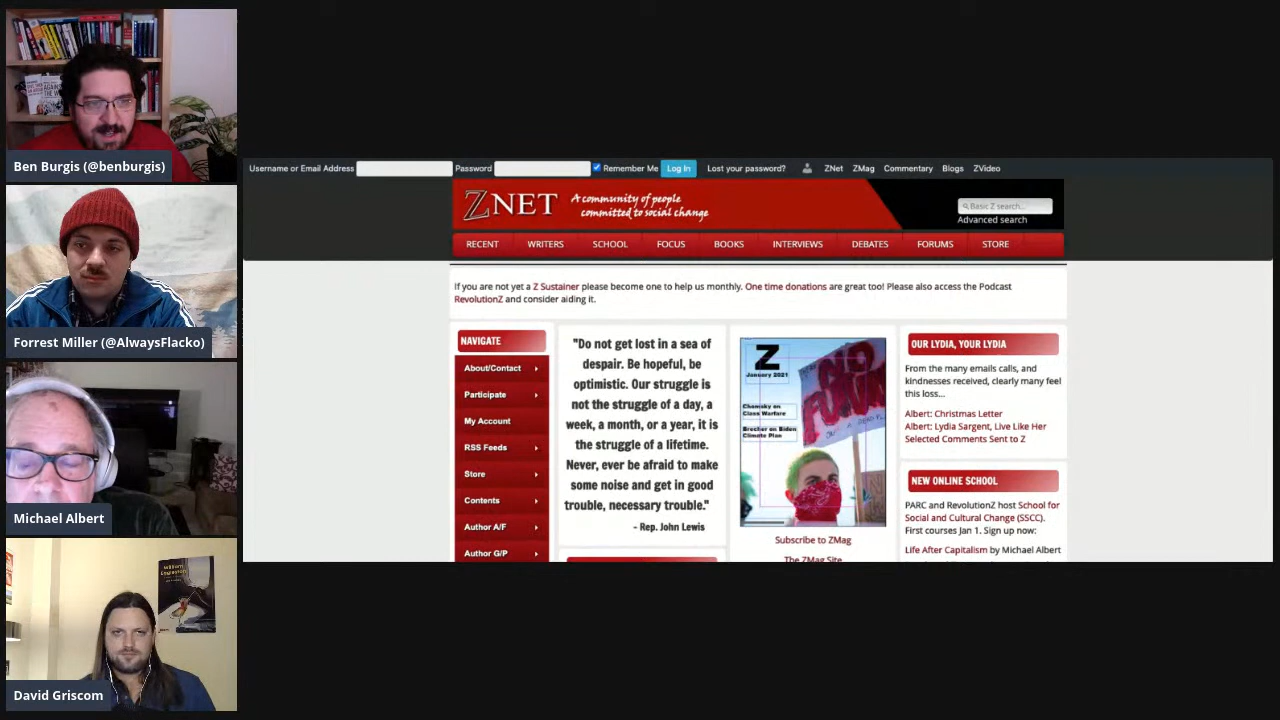 Ben Burgis (@benburgis)
Forrest Miller (@AlwaysFlacko)
Michael Albert
David Griscom
Username or Email Address Password Remember Me Log In Lost your password? ZNet ZMag Commentary Blogs ZVideo
ZNET
A community of people
committed to social change
Basic Z search...
Advanced search
RECENT WRITERS SCHOOL FOCUS BOOKS INTERVIEWS DEBATES FORUMS STORE
If you are not yet a Z Sustainer please become one to help us monthly. One time donations are great too! Please also access the Podcast
RevolutionZ and consider aiding it.
NAVIGATE
About/Contact
Participate
My Account
RSS Feeds
Store
Contents
Author A/F
Author G/P
"Do not get lost in a sea of
despair. Be hopeful, be
optimistic. Our struggle is
not the struggle of a day, a
week, a month, or a year, it is
the struggle of a lifetime.
Never, ever be afraid to make
some noise and get in good
trouble, necessary trouble."
- Rep. John Lewis
Z
January 2021
Chomsky on
Class Warfare
Brecher on Biden
Climate Plan
Subscribe to ZMag
The ZMag Site
OUR LYDIA, YOUR LYDIA
From the many emails calls, and
kindnesses received, clearly many feel
this loss...
Albert: Christmas Letter
Albert: Lydia Sargent, Live Like Her
Selected Comments Sent to Z
NEW ONLINE SCHOOL
PARC and RevolutionZ host School for
Social and Cultural Change (SSCC).
First courses Jan 1. Sign up now:
Life After Capitalism by Michael Albert